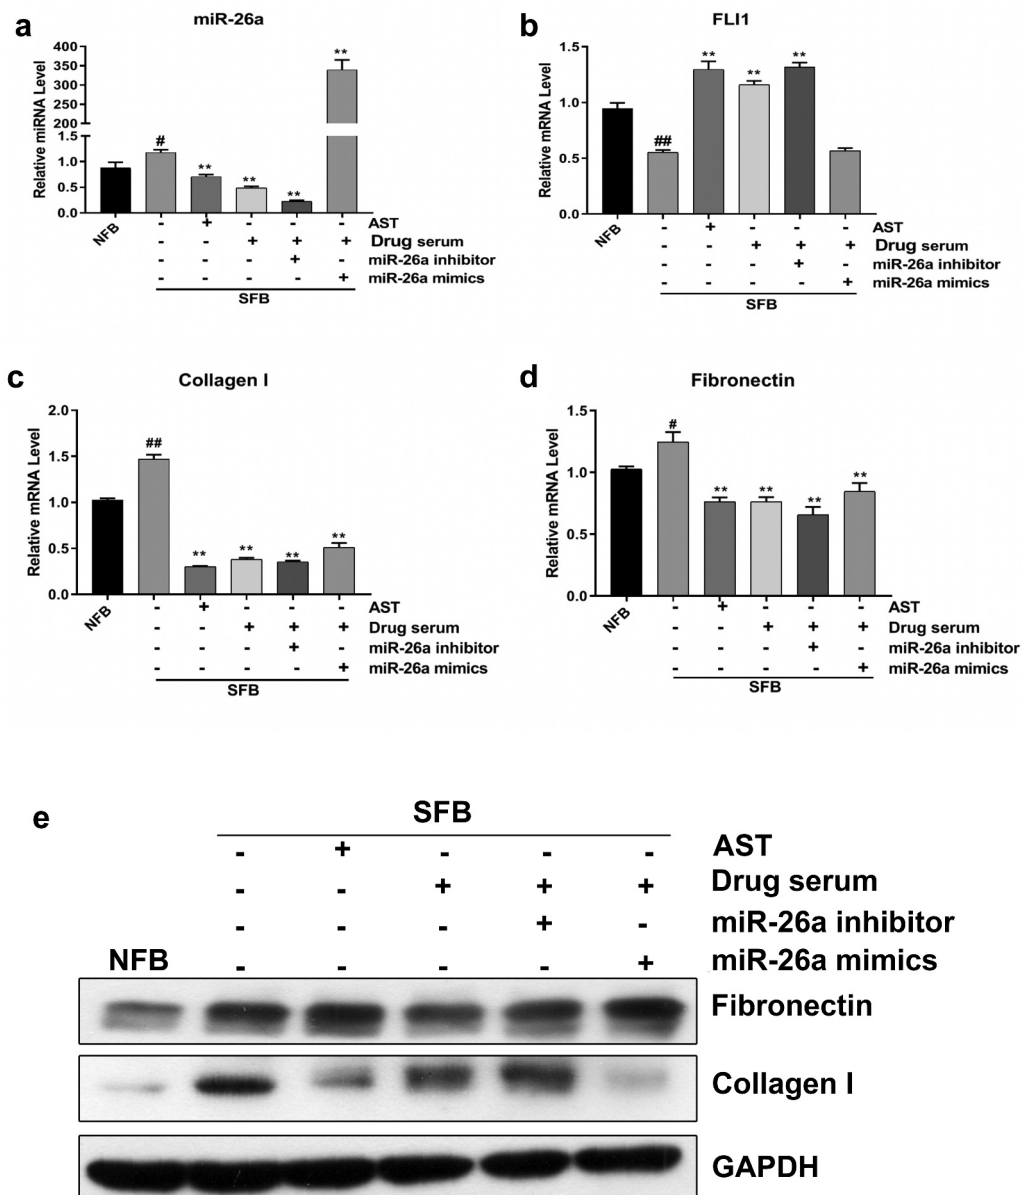 a
miR-26a
Relative miRNA Level
400
350
300
250
200
1.5
1.0
0.5
0.0
#
**
**
**
**
NFB
- + - - - AST
- - + + + Drug serum
- - - + - miR-26a inhibitor
- - - - + miR-26a mimics
SFB
b
FLI1
Relative mRNA Level
1.5
1.0
0.5
0.0
##
**
**
**
NFB
- + - - - AST
- - + + + Drug serum
- - - + - miR-26a inhibitor
- - - - + miR-26a mimics
SFB
c
Collagen I
Relative mRNA Level
2.0
1.5
1.0
0.5
0.0
##
**
**
**
**
NFB
- + - - - AST
- - + + + Drug serum
- - - + - miR-26a inhibitor
- - - - + miR-26a mimics
SFB
d
Fibronectin
Relative mRNA Level
1.5
1.0
0.5
0.0
#
**
**
**
**
NFB
- + - - - AST
- - + + + Drug serum
- - - + - miR-26a inhibitor
- - - - + miR-26a mimics
SFB
e
SFB
- + - - - AST
- - + + + Drug serum
- - - + - miR-26a inhibitor
NFB - - - - + miR-26a mimics
Fibronectin
Collagen I
GAPDH